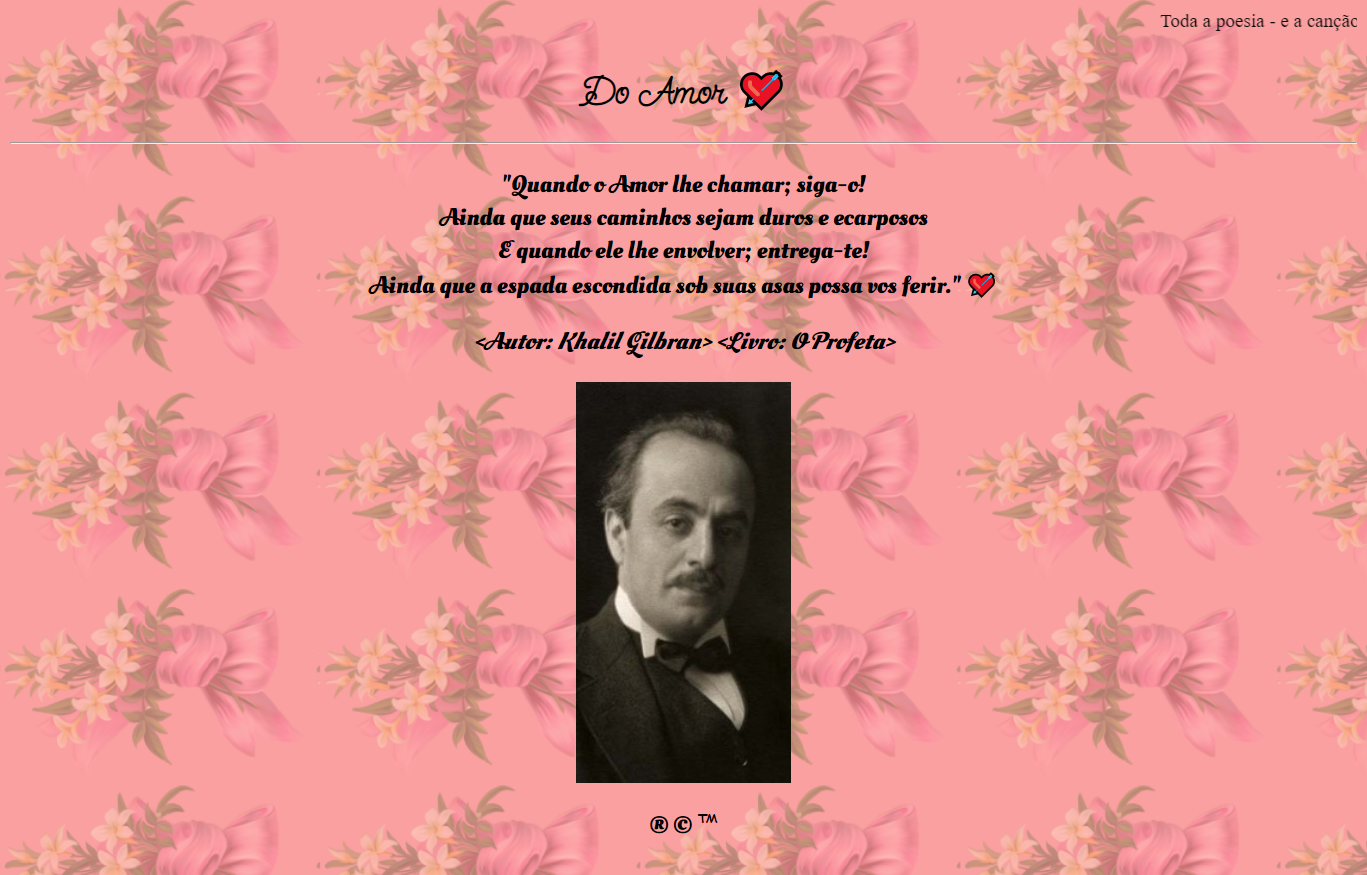 Toda a poesia - e a canção
Do Amor 💘
"Quando o Amor lhe chamar; siga-o!
Ainda que seus caminhos sejam duros e ecarposos
E quando ele lhe envolver; entrega-te!
Ainda que a espada escondida sob suas asas possa vos ferir." 💘
<Autor: Khalil Gilbran> <Livro: O Profeta>
® © ™